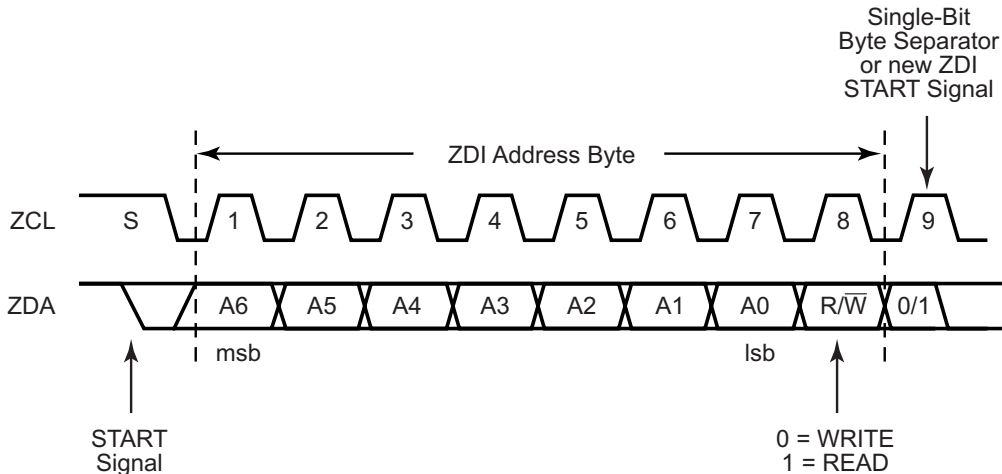 Single-Bit
Byte Separator
or new ZDI
START Signal
ZDI Address Byte
ZCL S 1 2 3 4 5 6 7 8 9
ZDA A6 A5 A4 A3 A2 A1 A0 R/W̅ 0/1
msb lsb
START
Signal
0 = WRITE
1 = READ